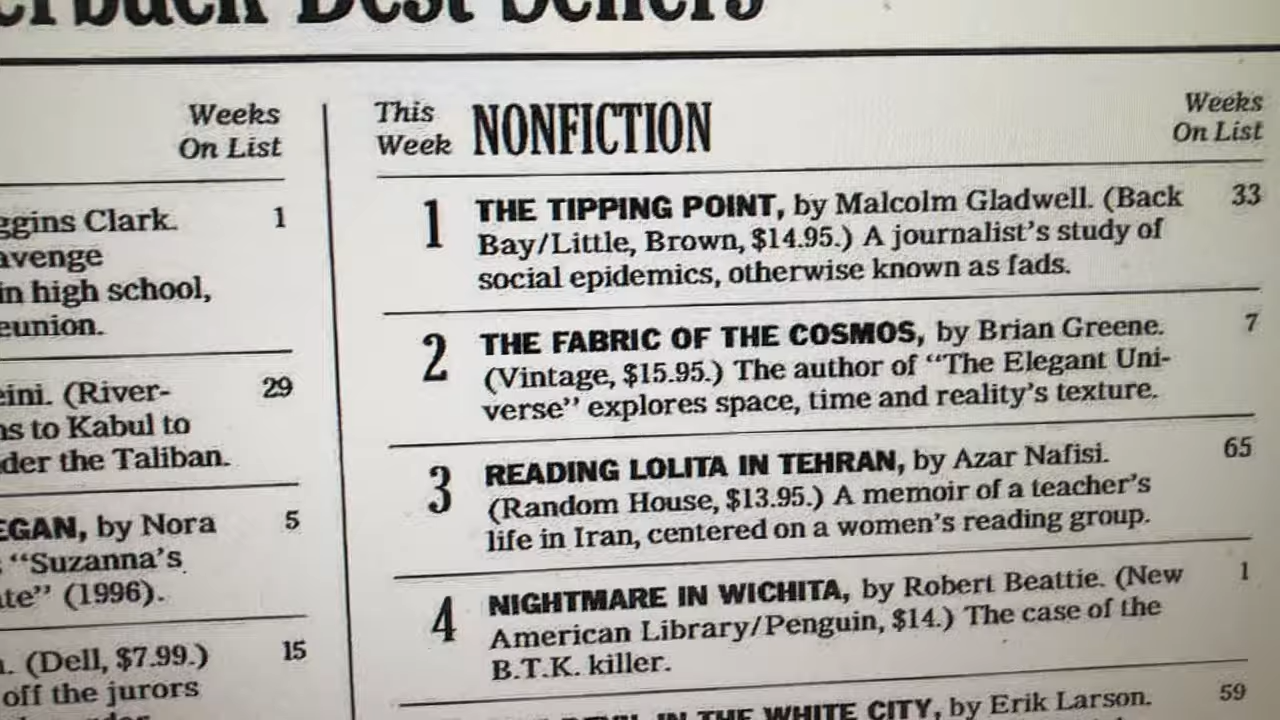 Best Sellers
Weeks
On List
ggins Clark. 1
avenge
in high school,
eunion.
eini. (River- 29
ns to Kabul to
der the Taliban.
EGAN, by Nora 5
"Suzanna's
ate" (1996).
. (Dell, $7.99.) 15
off the jurors
This
Week
NONFICTION
Weeks
On List
1 THE TIPPING POINT, by Malcolm Gladwell. (Back 33
Bay/Little, Brown, $14.95.) A journalist's study of
social epidemics, otherwise known as fads.
2 THE FABRIC OF THE COSMOS, by Brian Greene. 7
(Vintage, $15.95.) The author of "The Elegant Uni-
verse" explores space, time and reality's texture.
3 READING LOLITA IN TEHRAN, by Azar Nafisi. 65
(Random House, $13.95.) A memoir of a teacher's
life in Iran, centered on a women's reading group.
4 NIGHTMARE IN WICHITA, by Robert Beattie. (New 1
American Library/Penguin, $14.) The case of the
B.T.K. killer.
IN THE WHITE CITY, by Erik Larson. 59